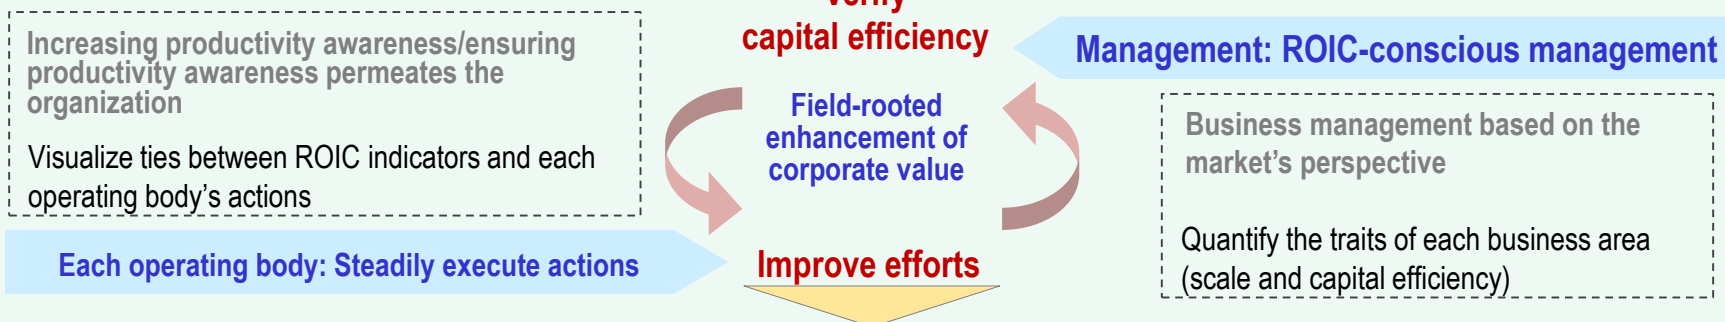 Increasing productivity awareness/ensuring
productivity awareness permeates the
organization
Visualize ties between ROIC indicators and each
operating body's actions
Each operating body: Steadily execute actions
verify
capital efficiency
Field-rooted
enhancement of
corporate value
Improve efforts
Management: ROIC-conscious management
Business management based on the
market's perspective
Quantify the traits of each business area
(scale and capital efficiency)